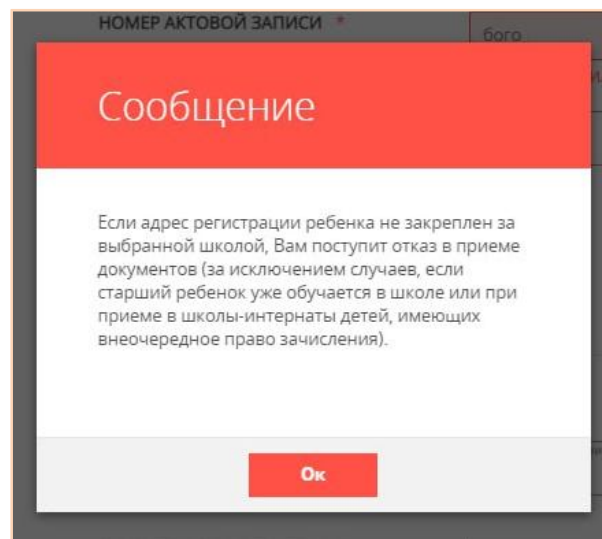 НОМЕР АКТОВОЙ ЗАПИСИ *
бого
Сообщение
Если адрес регистрации ребенка не закреплен за
выбранной школой, Вам поступит отказ в приеме
документов (за исключением случаев, если
старший ребенок уже обучается в школе или при
приеме в школы-интернаты детей, имеющих
внеочередное право зачисления).
Ок